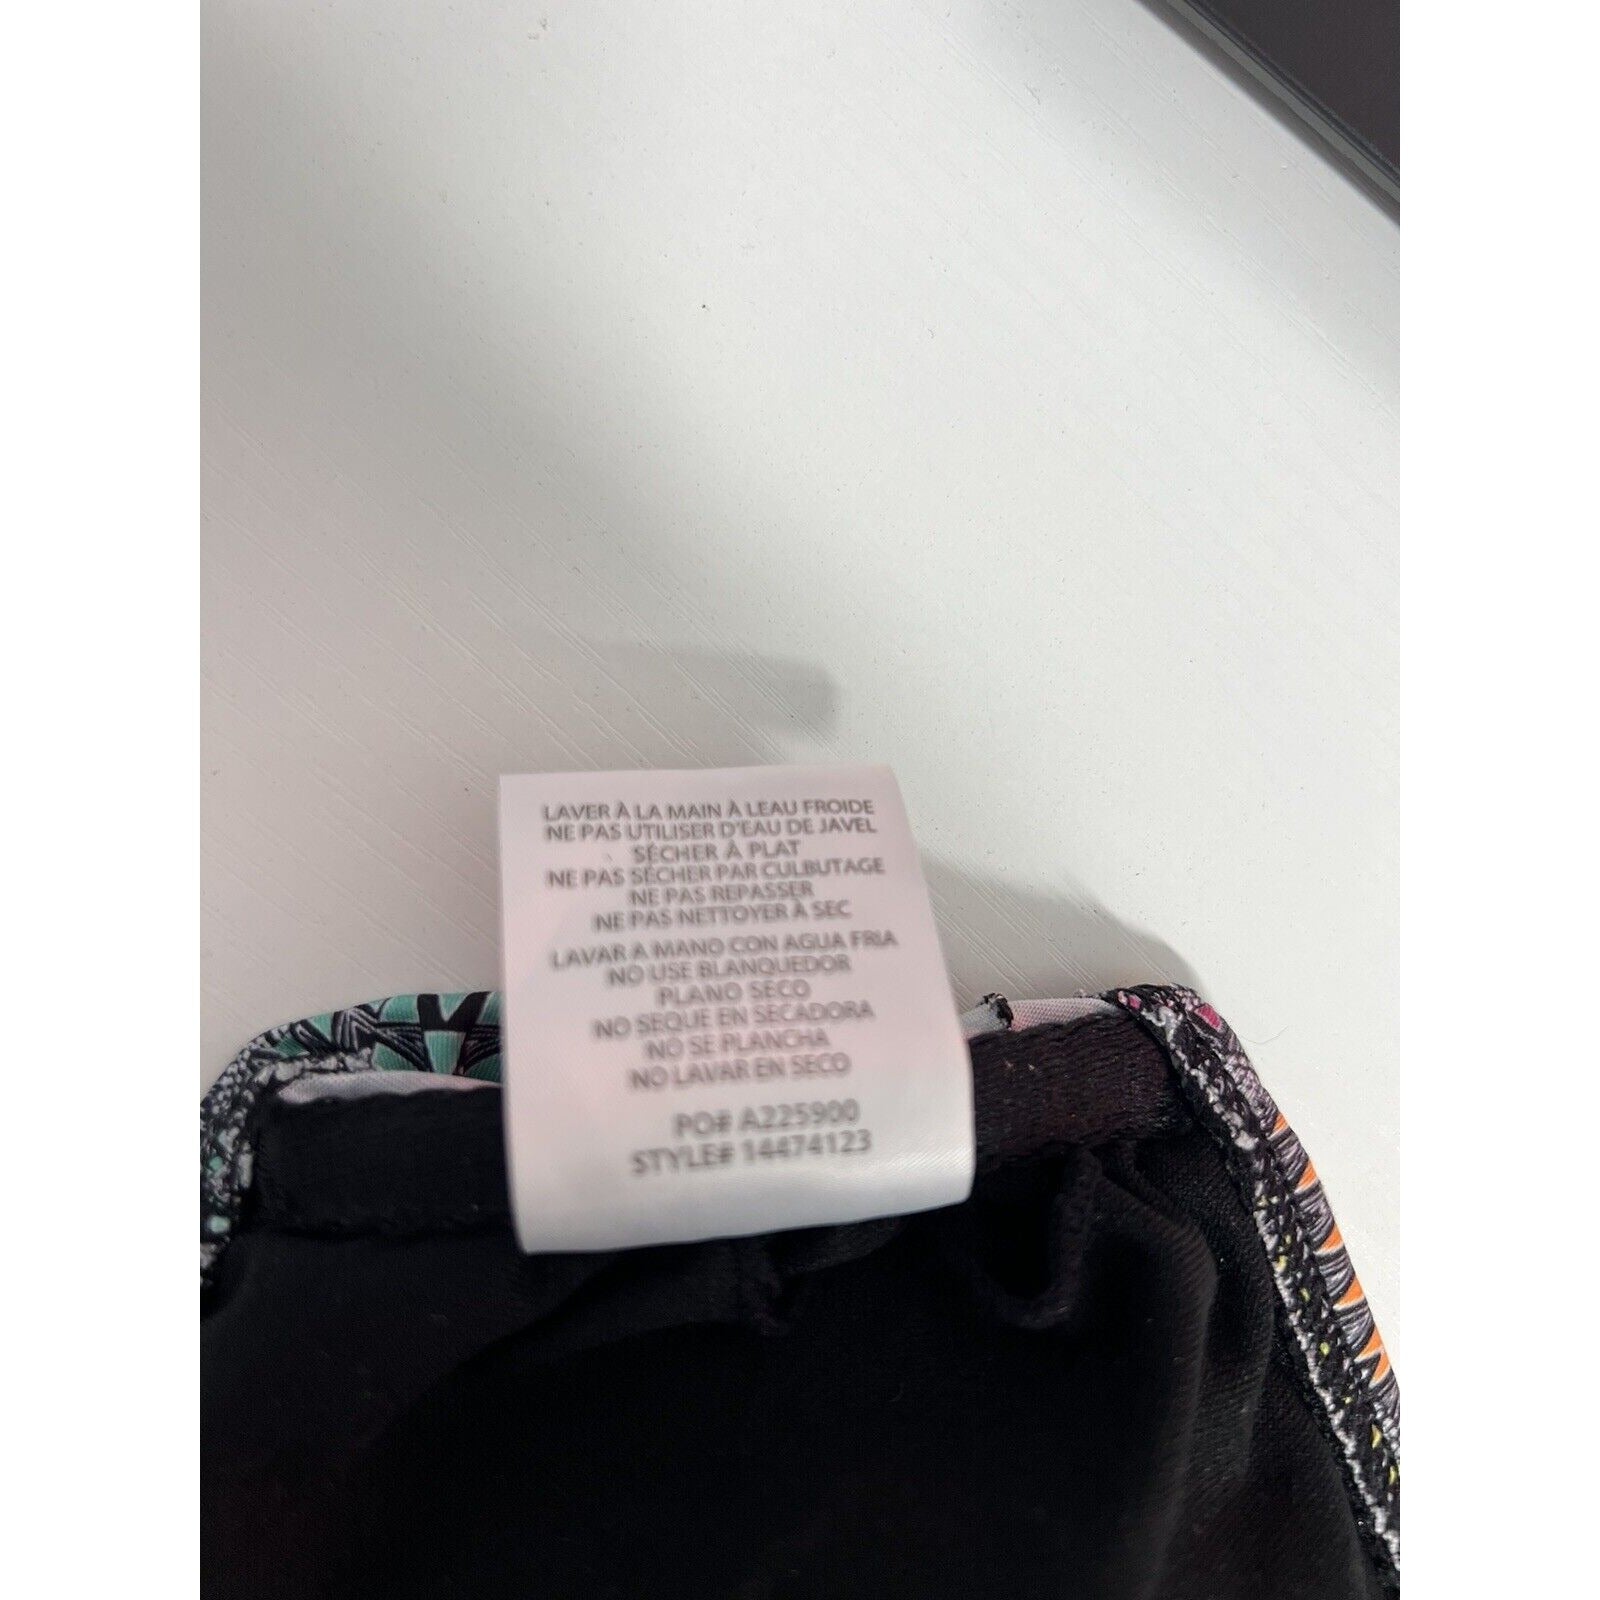 LAVER À LA MAIN À LEAU FROIDE
NE PAS UTILISER D'EAU DE JAVEL
SÉCHER À PLAT
NE PAS SÉCHER PAR CULBUTAGE
NE PAS REPASSER
NE PAS NETTOYER À SEC
LAVAR A MANO CON AGUA FRIA
NO USE BLANQUEDOR
PLANO SECO
NO SEQUE EN SECADORA
NO SE PLANCHA
NO LAVAR EN SECO
PO# A225900
STYLE# 14474123